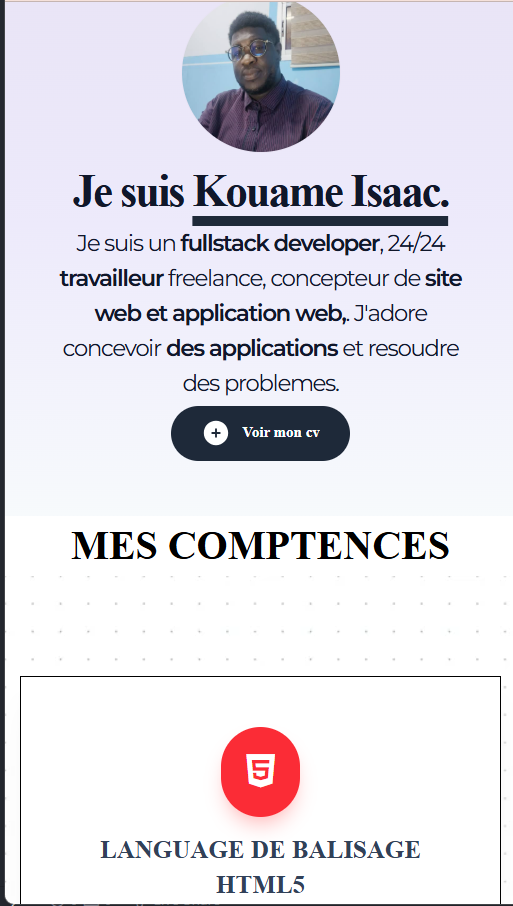 Je suis Kouame Isaac.
Je suis un fullstack developer, 24/24
travailleur freelance, concepteur de site
web et application web,. J'adore
concevoir des applications et resoudre
des problemes.
Voir mon cv
MES COMPTENCES
5
LANGUAGE DE BALISAGE
HTML5